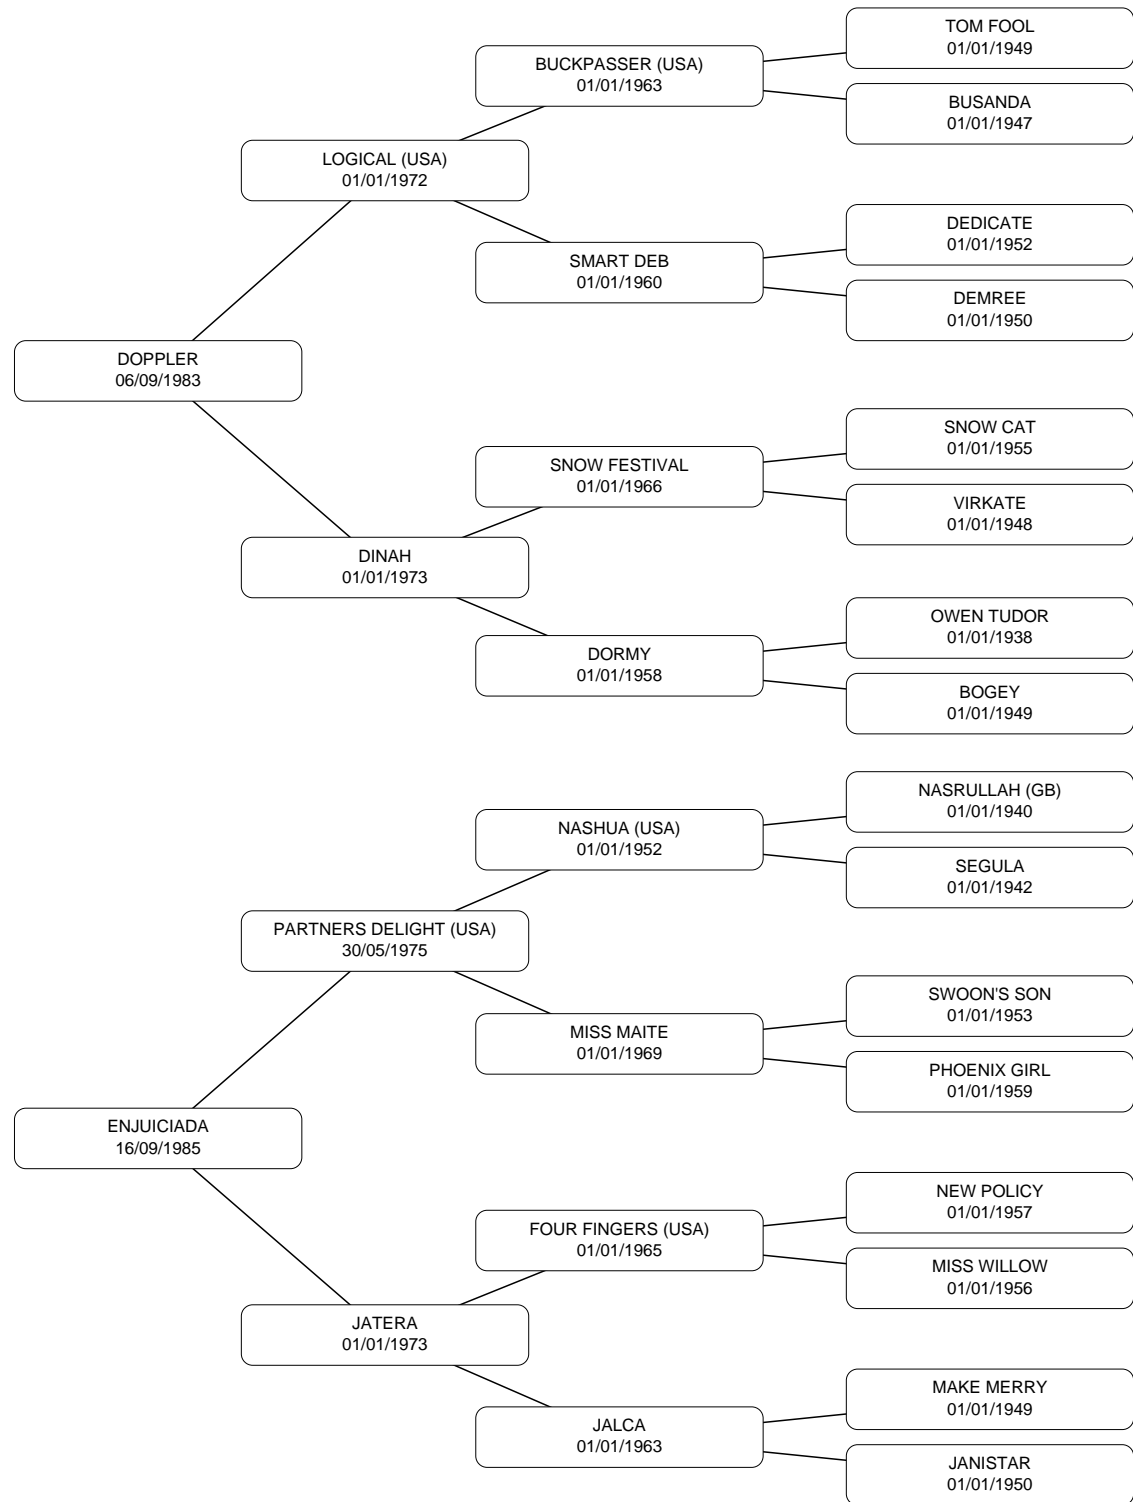 TOM FOOL
01/01/1949
BUCKPASSER (USA)
01/01/1963
BUSANDA
01/01/1947
LOGICAL (USA)
01/01/1972
DEDICATE
01/01/1952
SMART DEB
01/01/1960
DEMREE
01/01/1950
DOPPLER
06/09/1983
SNOW CAT
01/01/1955
SNOW FESTIVAL
01/01/1966
VIRKATE
01/01/1948
DINAH
01/01/1973
OWEN TUDOR
01/01/1938
DORMY
01/01/1958
BOGEY
01/01/1949
NASRULLAH (GB)
01/01/1940
NASHUA (USA)
01/01/1952
SEGULA
01/01/1942
PARTNERS DELIGHT (USA)
30/05/1975
SWOON'S SON
01/01/1953
MISS MAITE
01/01/1969
PHOENIX GIRL
01/01/1959
ENJUICIADA
16/09/1985
NEW POLICY
01/01/1957
FOUR FINGERS (USA)
01/01/1965
MISS WILLOW
01/01/1956
JATERA
01/01/1973
MAKE MERRY
01/01/1949
JALCA
01/01/1963
JANISTAR
01/01/1950